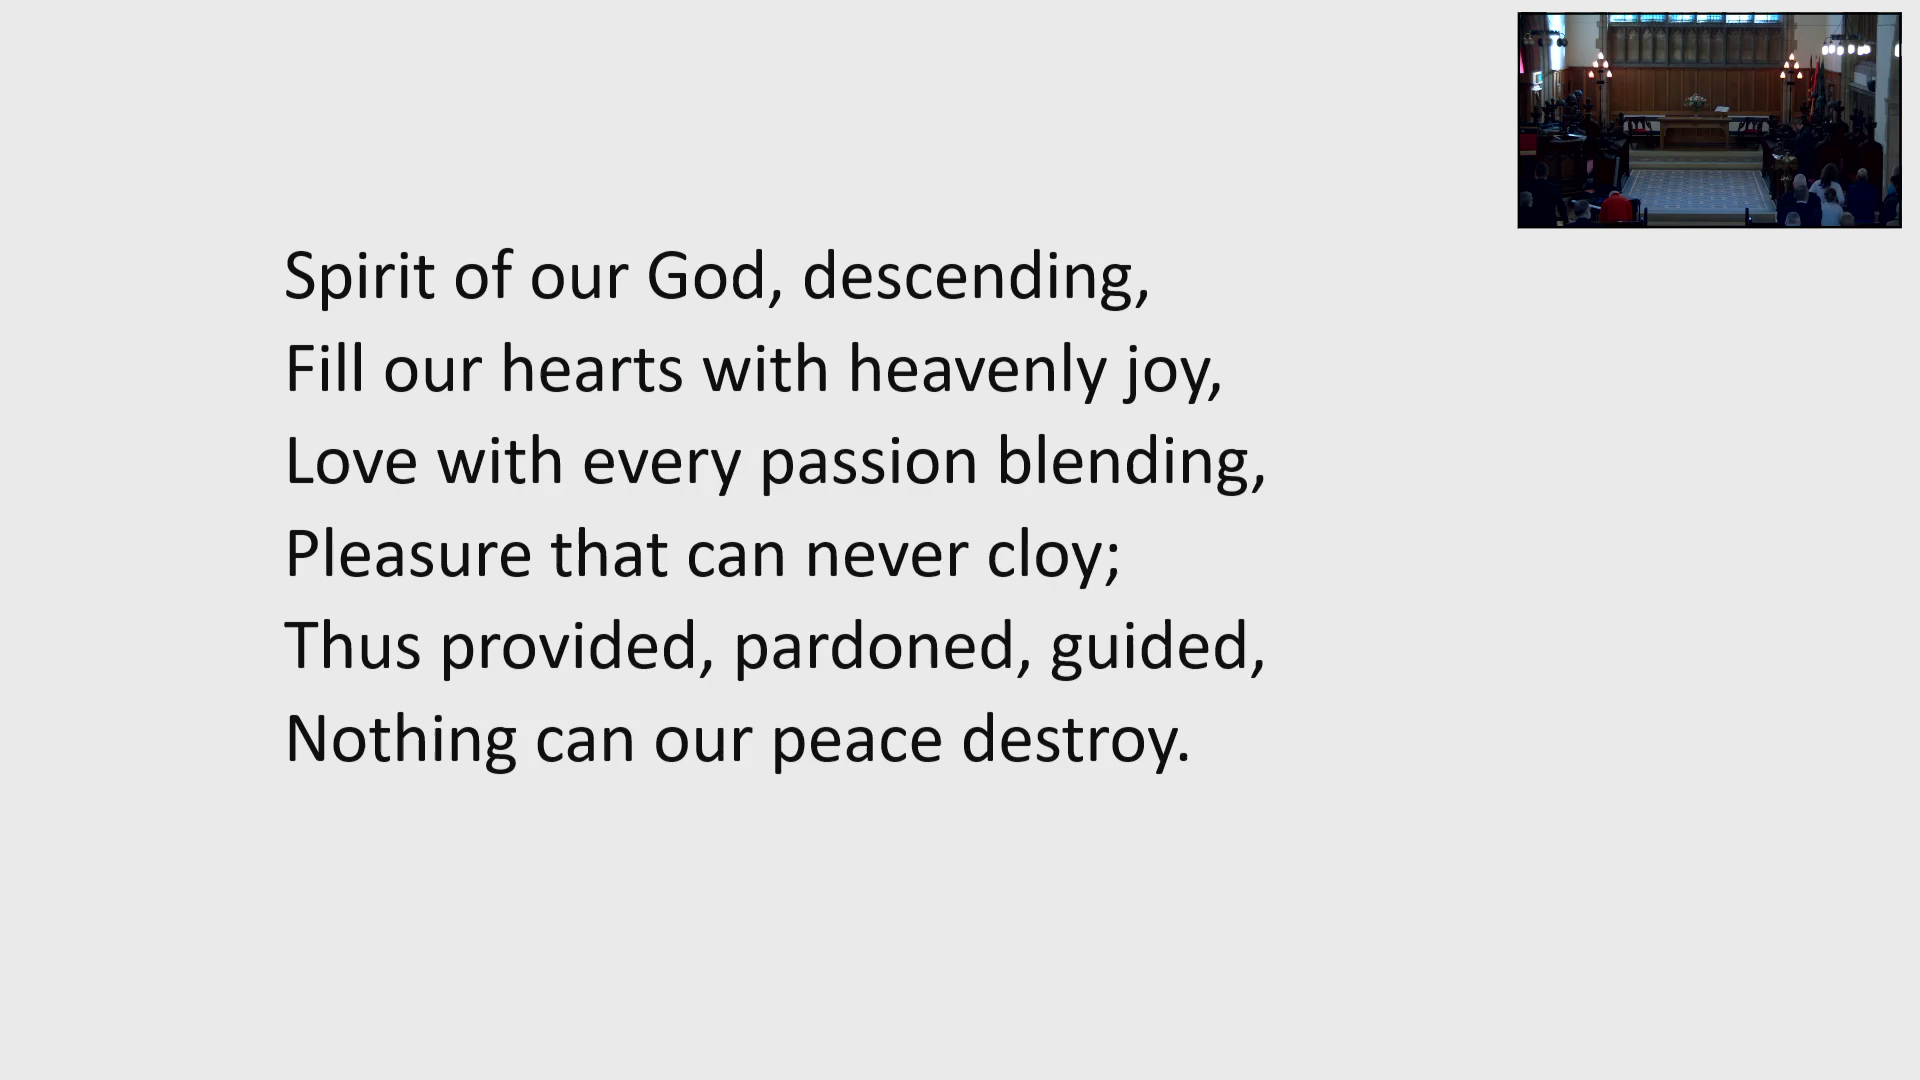 Spirit of our God, descending,
Fill our hearts with heavenly joy,
Love with every passion blending,
Pleasure that can never cloy;
Thus provided, pardoned, guided,
Nothing can our peace destroy.